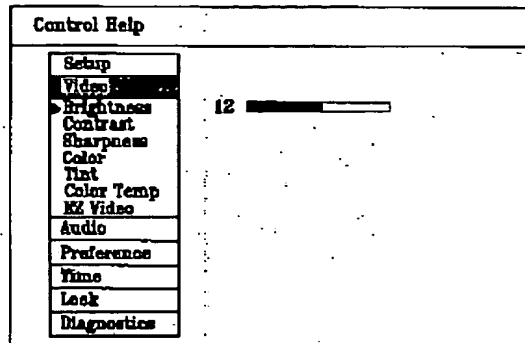 Control Help
Setup
Video
Brightness 12
Contrast
Sharpness
Color
Tint
Color Temp
EZ Video
Audio
Preference
Time
Lock
Diagnostics